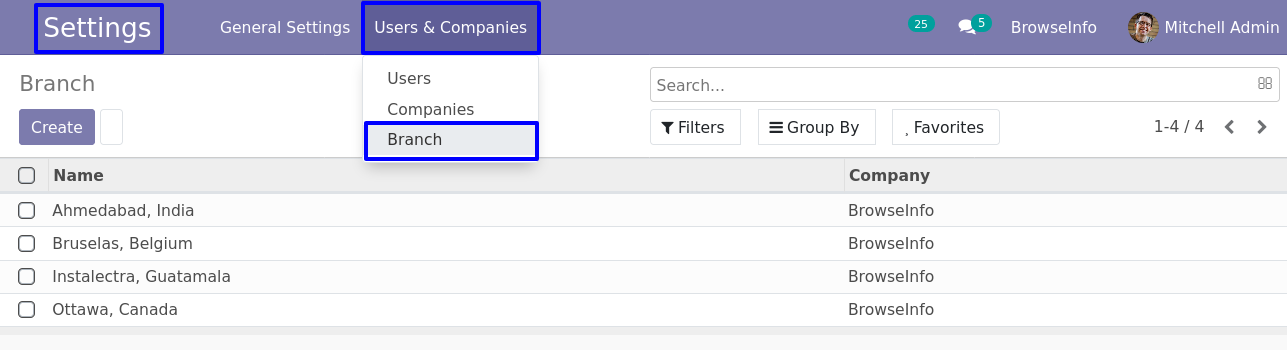 Settings General Settings Users & Companies 25 5 BrowseInfo Mitchell Admin
Users
Companies
Branch
Branch
Search...
Create
Filters Group By Favorites 1-4 / 4
Name Company
Ahmedabad, India BrowseInfo
Bruselas, Belgium BrowseInfo
Instalectra, Guatamala BrowseInfo
Ottawa, Canada BrowseInfo